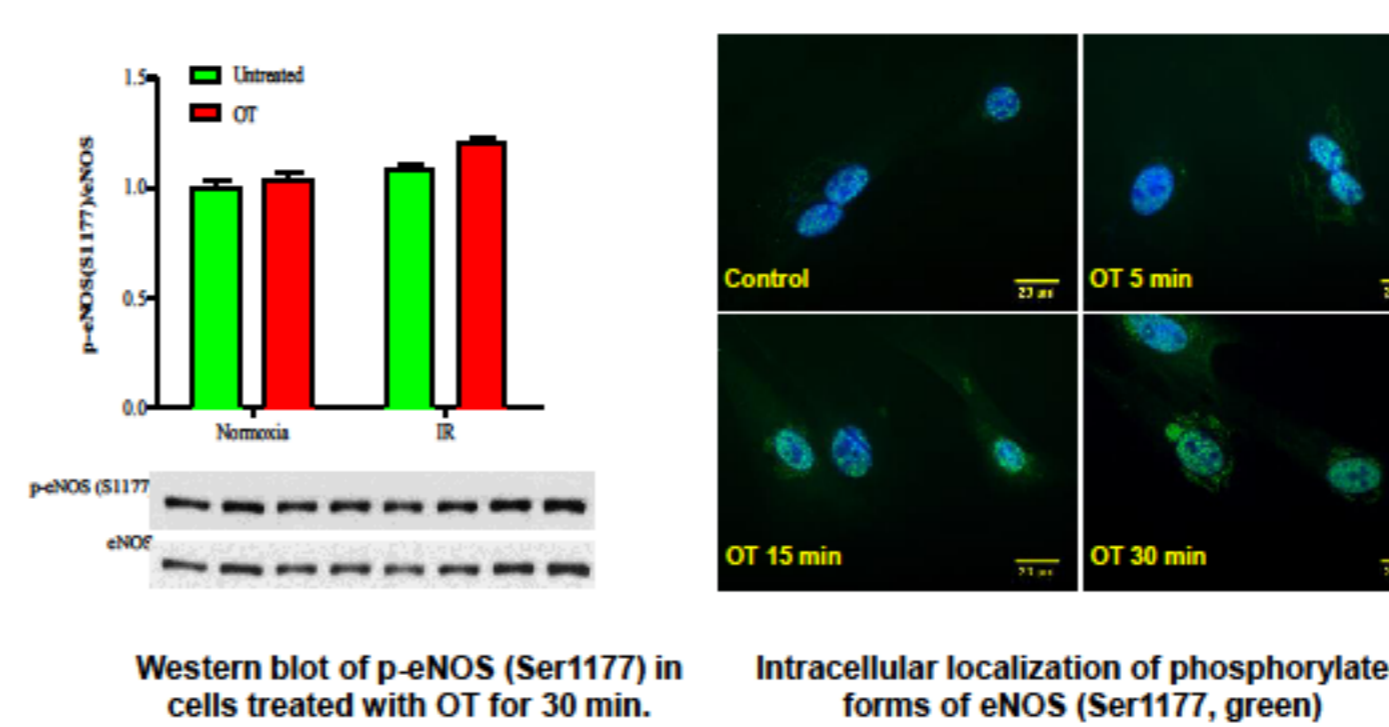 1.5
Untreated
OT
1.0
0.5
0.0
p-eNOS(S1177)/eNOS
Normoxia
IR
p-eNOS (S1177
eNOS
Western blot of p-eNOS (Ser1177) in
cells treated with OT for 30 min.
Control
OT 5 min
OT 15 min
OT 30 min
Intracellular localization of phosphorylate
forms of eNOS (Ser1177, green)